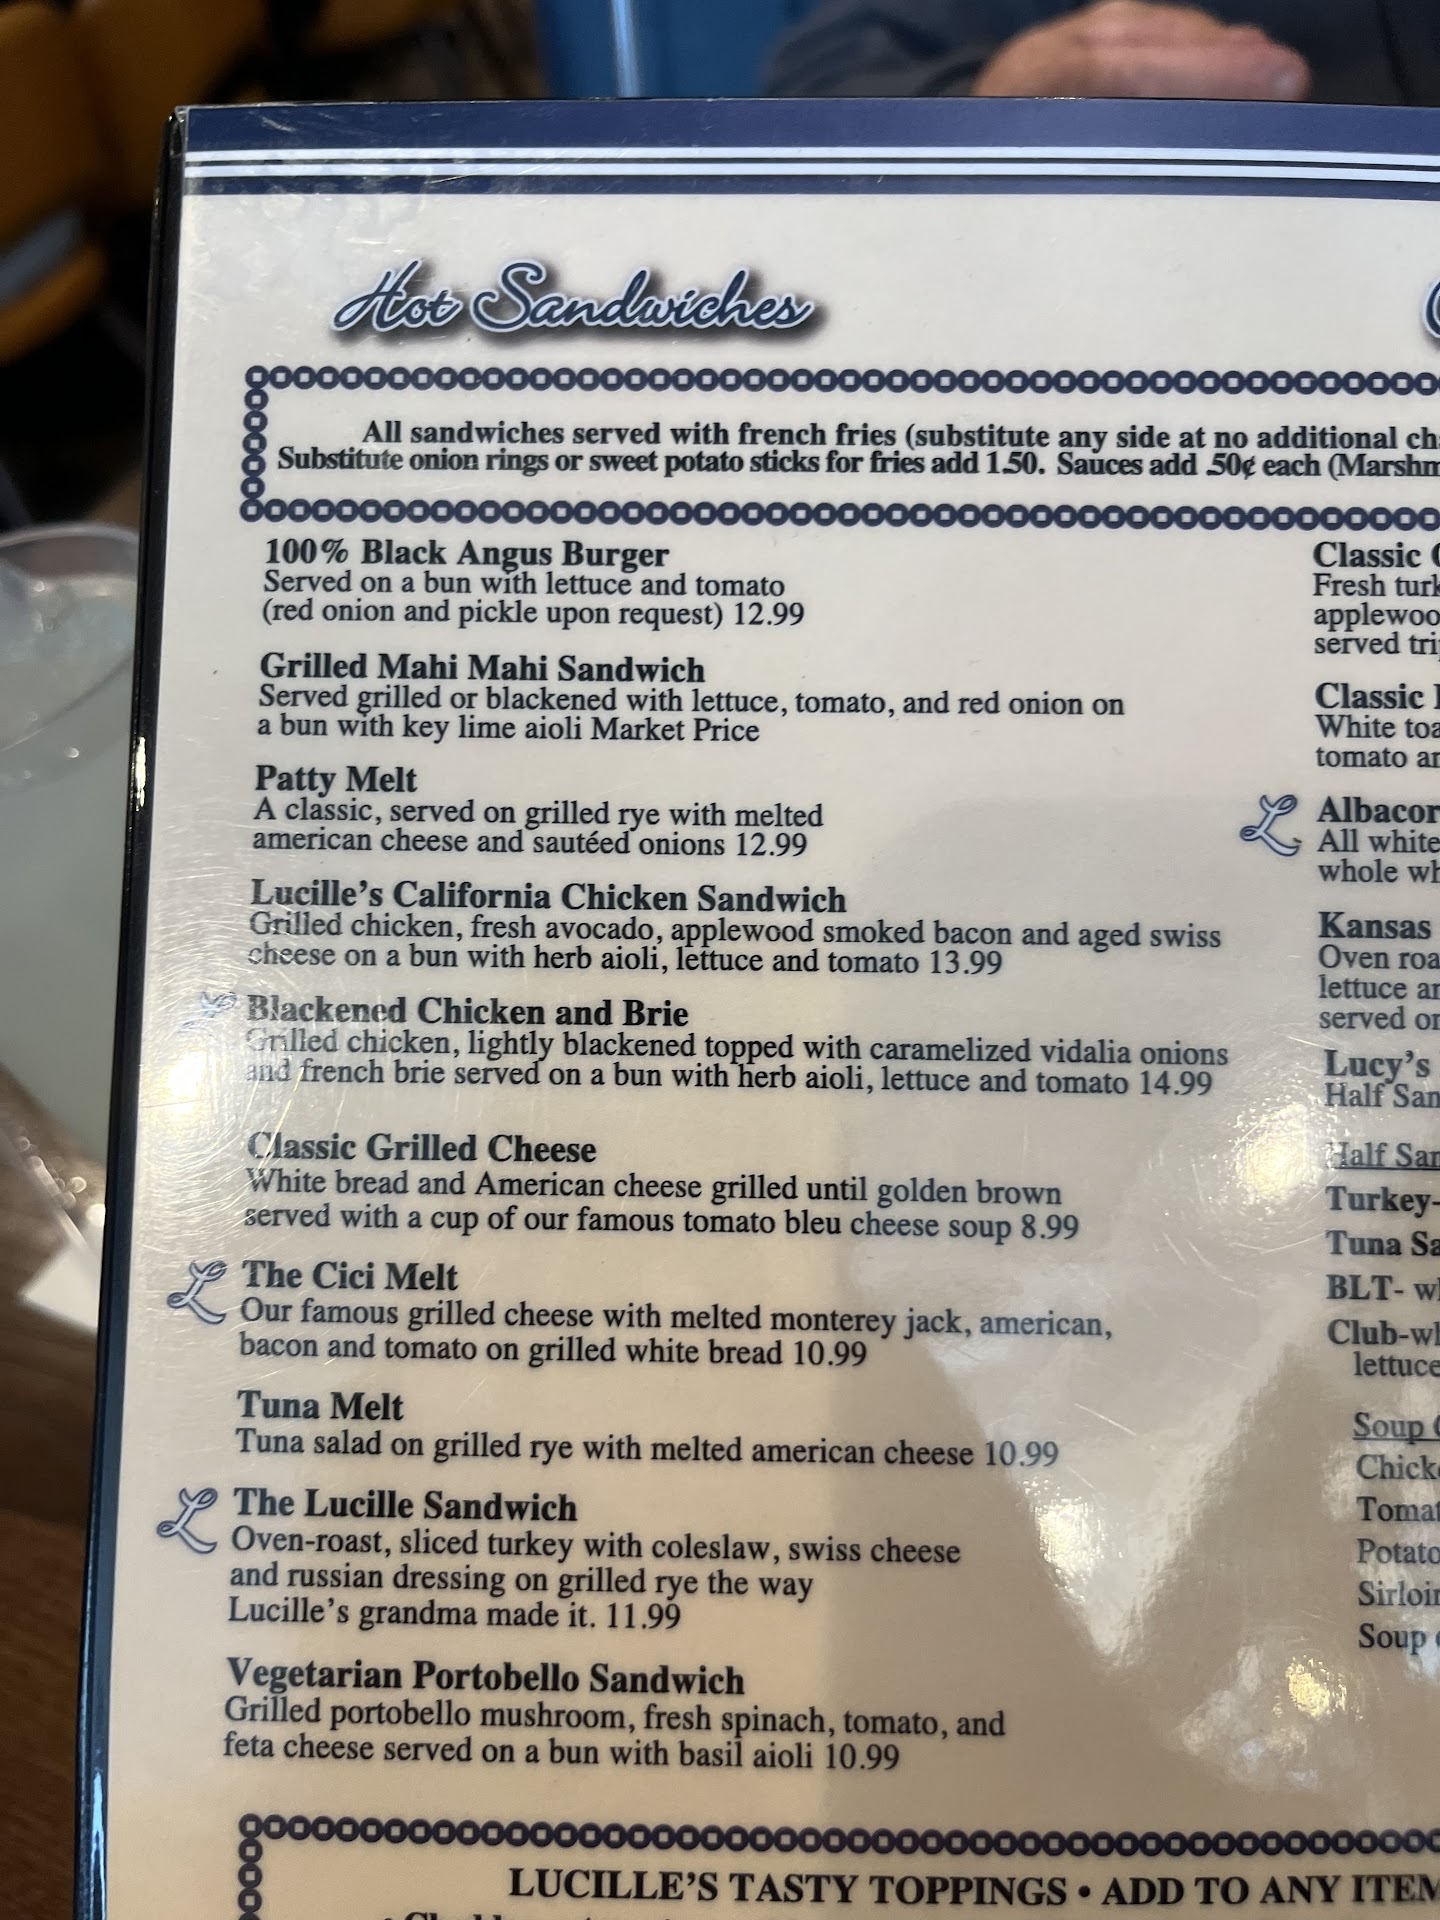 Hot Sandwiches
All sandwiches served with french fries (substitute any side at no additional
Substitute onion rings or sweet potato sticks for fries add 1.50. Sauces add .50¢ each
100% Black Angus Burger
Served on a bun with lettuce and tomato
(red onion and pickle upon request) 12.99
Grilled Mahi Mahi Sandwich
Served grilled or blackened with lettuce, tomato, and red onion on
a bun with key lime aioli Market Price
Patty Melt
A classic, served on grilled rye with melted
american cheese and sautéed onions 12.99
Lucille's California Chicken Sandwich
Grilled chicken, fresh avocado, applewood smoked bacon and aged swiss
cheese on a bun with herb aioli, lettuce and tomato 13.99
Blackened Chicken and Brie
Grilled chicken, lightly blackened topped with caramelized vidalia onions
and french brie served on a bun with herb aioli, lettuce and tomato 14.99
Classic Grilled Cheese
White bread and American cheese grilled until golden brown
served with a cup of our famous tomato bleu cheese soup 8.99
L The Cici Melt
Our famous grilled cheese with melted monterey jack, american,
bacon and tomato on grilled white bread 10.99
Tuna Melt
Tuna salad on grilled rye with melted american cheese 10.99
L The Lucille Sandwich
Oven-roast, sliced turkey with coleslaw, swiss cheese
and russian dressing on grilled rye the way
Lucille's grandma made it. 11.99
Vegetarian Portobello Sandwich
Grilled portobello mushroom, fresh spinach, tomato, and
feta cheese served on a bun with basil aioli 10.99
Classic
Fresh
served
Classic
White
tomato
L
All white
whole
Kansas
Oven
lettuce
served
Lucy's
Half
Half
Turkey-
Tuna
BLT-
lettuce
Soup
Soup
LUCILLE'S TASTY TOPPINGS • ADD TO ANY